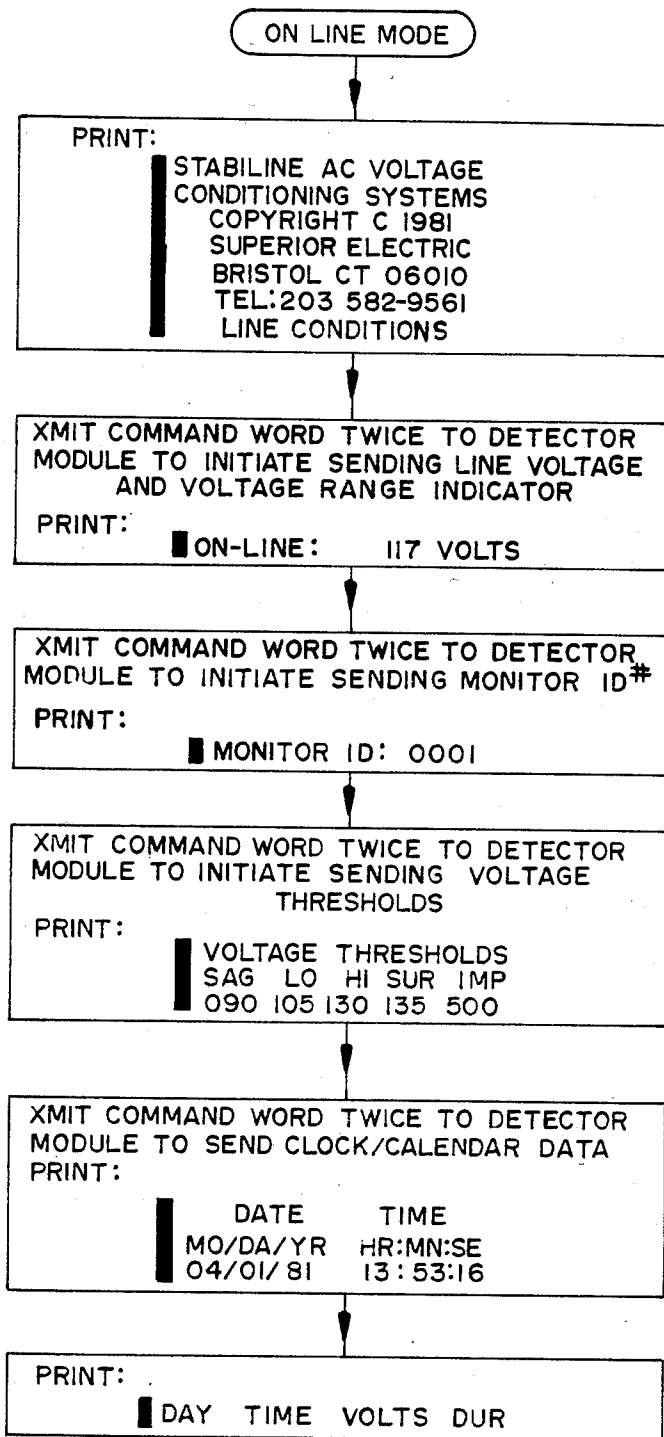 ON LINE MODE
PRINT:
STABILINE AC VOLTAGE
CONDITIONING SYSTEMS
COPYRIGHT C 1981
SUPERIOR ELECTRIC
BRISTOL CT 06010
TEL:203 582-9561
LINE CONDITIONS
XMIT COMMAND WORD TWICE TO DETECTOR
MODULE TO INITIATE SENDING LINE VOLTAGE
AND VOLTAGE RANGE INDICATOR
PRINT:
ON-LINE: 117 VOLTS
XMIT COMMAND WORD TWICE TO DETECTOR
MODULE TO INITIATE SENDING MONITOR ID#
PRINT:
MONITOR ID: 0001
XMIT COMMAND WORD TWICE TO DETECTOR
MODULE TO INITIATE SENDING VOLTAGE
THRESHOLDS
PRINT:
VOLTAGE THRESHOLDS
SAG LO HI SUR IMP
090 105 130 135 500
XMIT COMMAND WORD TWICE TO DETECTOR
MODULE TO SEND CLOCK/CALENDAR DATA
PRINT:
DATE TIME
MO/DA/YR HR:MN:SE
04/01/81 13:53:16
PRINT:
DAY TIME VOLTS DUR